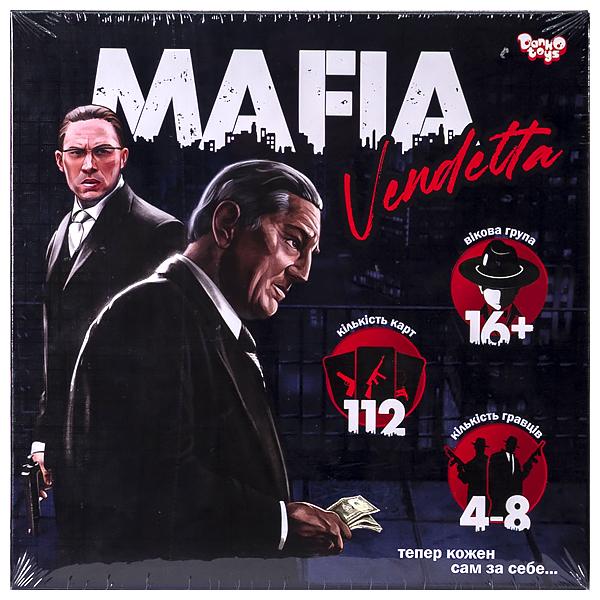 Danko
toys
MAFIA
Vendetta
вікова група
16+
кількість карт
112
кількість гравців
4-8
тепер кожен
сам за себе...